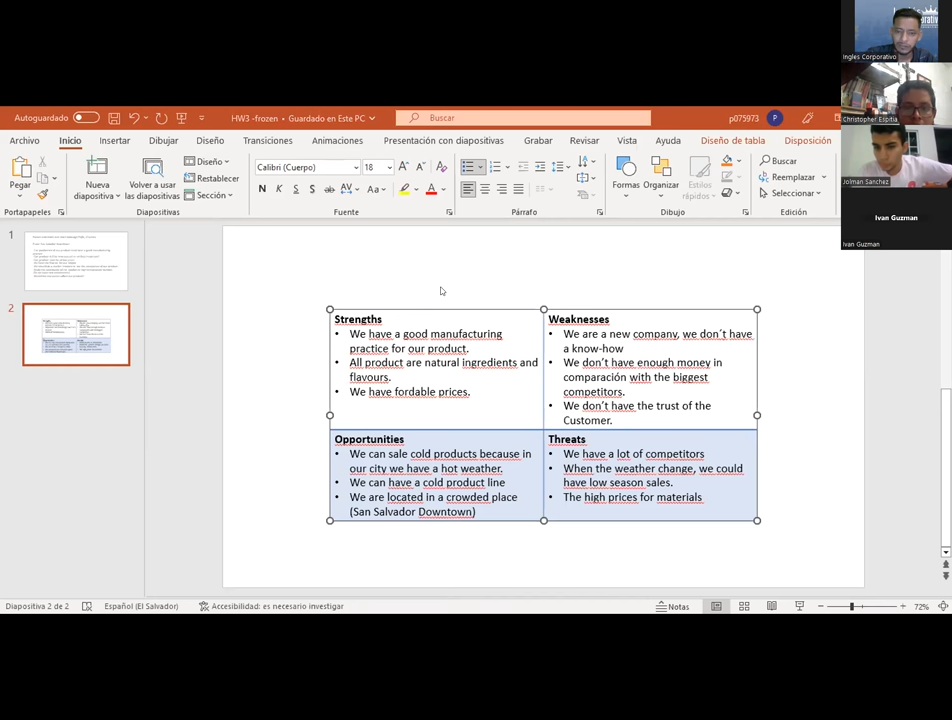 Ingles Corporativo
Christopher Espitia
Jolman Sanchez
Ivan Guzman
Ivan Guzman
Autoguardado
HW3 -frozen • Guardado en Este PC
Buscar
p075973
P
Archivo Inicio Insertar Dibujar Diseño Transiciones Animaciones Presentación con diapositivas Grabar Revisar Vista Ayuda Diseño de tabla Disposición
Pegar
Nueva diapositiva
Volver a usar las diapositivas
Diseño
Restablecer
Sección
Calibri (Cuerpo) 18
N K S S ab AV Aa
Formas
Organizar
Estilos rápidos
Buscar
Reemplazar
Seleccionar
Portapapeles Diapositivas Fuente Párrafo Dibujo Edición
1
2
Strengths
• We have a good manufacturing
practice for our product.
• All product are natural ingredients and
flavours.
• We have fordable prices.
Weaknesses
• We are a new company, we don´t have
a know-how
• We don’t have enough money in
comparación with the biggest
competitors.
• We don’t have the trust of the
Customer.
Opportunities
• We can sale cold products because in
our city we have a hot weather.
• We can have a cold product line
• We are located in a crowded place
(San Salvador Downtown)
Threats
• We have a lot of competitors
• When the weather change, we could
have low season sales.
• The high prices for materials
Diapositiva 2 de 2 Español (El Salvador) Accesibilidad: es necesario investigar Notas 72%